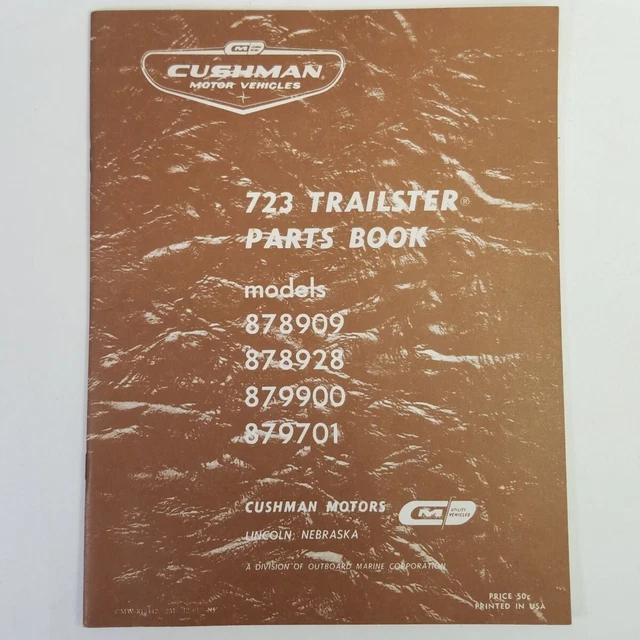 CM
CUSHMAN®
MOTOR VEHICLES
723 TRAILSTER®
PARTS BOOK
models
878909
878928
879900
879701
CUSHMAN MOTORS
CM UTILITY VEHICLES
LINCOLN, NEBRASKA
A DIVISION OF OUTBOARD MARINE CORPORATION
PRICE 50¢
PRINTED IN USA